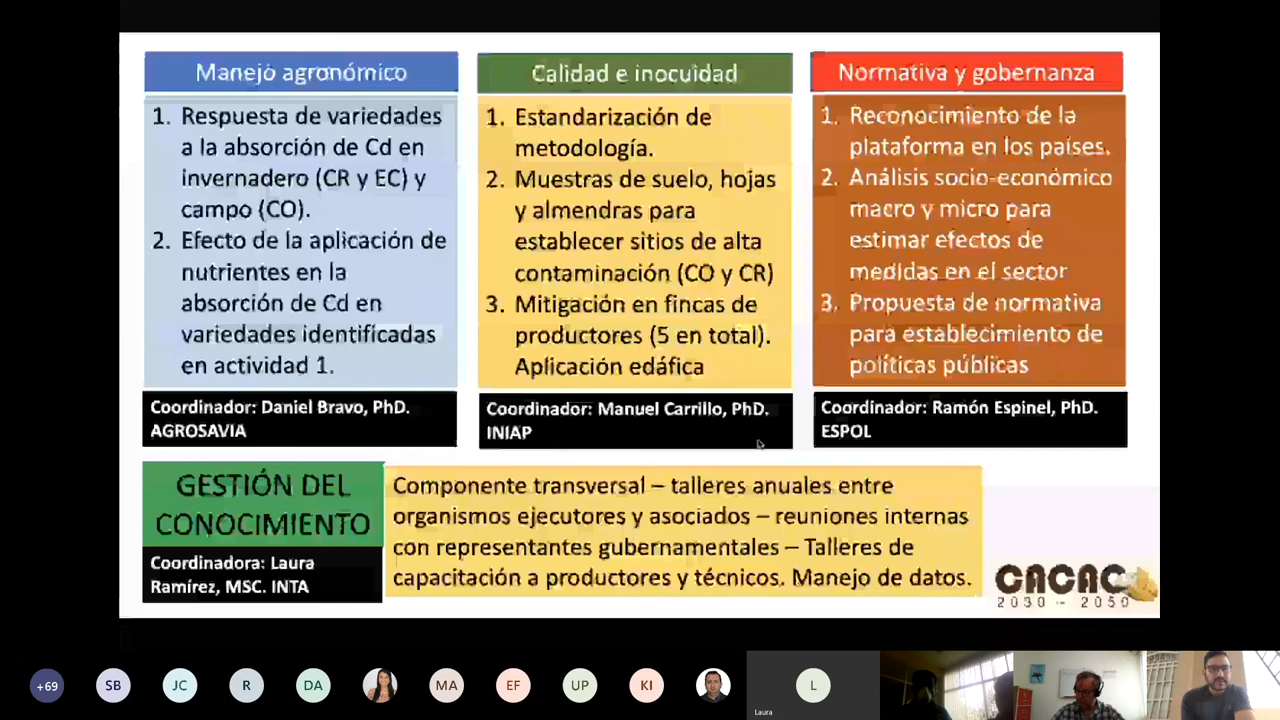 Manejo agronómico
1. Respuesta de variedades
a la absorción de Cd en
invernadero (CR y EC) y
campo (CO).
2. Efecto de la aplicación de
nutrientes en la
absorción de Cd en
variedades identificadas
en actividad 1.
Coordinador: Daniel Bravo, PhD.
AGROSAVIA
Calidad e inocuidad
1. Estandarización de
metodología.
2. Muestras de suelo, hojas
y almendras para
establecer sitios de alta
contaminación (CO y CR)
3. Mitigación en fincas de
productores (5 en total).
Aplicación edáfica
Coordinador: Manuel Carrillo, PhD.
INIAP
Normativa y gobernanza
1. Reconocimiento de la
plataforma en los países.
2. Análisis socio-económico
macro y micro para
estimar efectos de
medidas en el sector
3. Propuesta de normativa
para establecimiento de
políticas públicas
Coordinador: Ramón Espinel, PhD.
ESPOL
GESTIÓN DEL
CONOCIMIENTO
Coordinadora: Laura
Ramírez, MSC. INTA
Componente transversal – talleres anuales entre
organismos ejecutores y asociados – reuniones internas
con representantes gubernamentales – Talleres de
capacitación a productores y técnicos. Manejo de datos.
CACAO
2030 - 2050
+69
SB
JC
R
DA
MA
EF
UP
KI
L
Laura